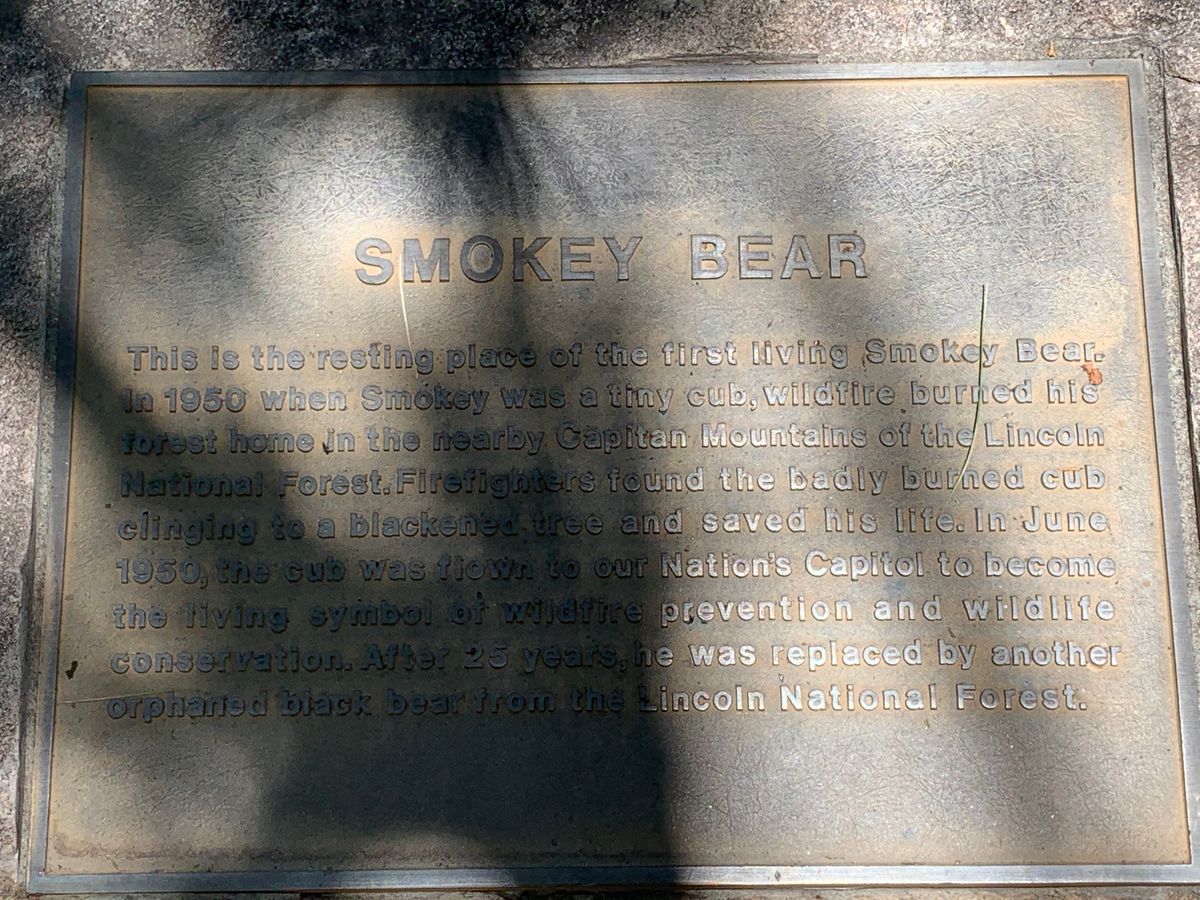 SMOKEY BEAR
This is the resting place of the first living Smokey Bear.
In 1950 when Smokey was a tiny cub, wildfire burned his
forest home in the nearby Capitan Mountains of the Lincoln
National Forest. Firefighters found the badly burned cub
clinging to a blackened tree and saved his life. In June
1950, the cub was flown to our Nation's Capitol to become
the living symbol of wildfire prevention and wildlife
conservation. After 25 years, he was replaced by another
orphaned black bear from the Lincoln National Forest.